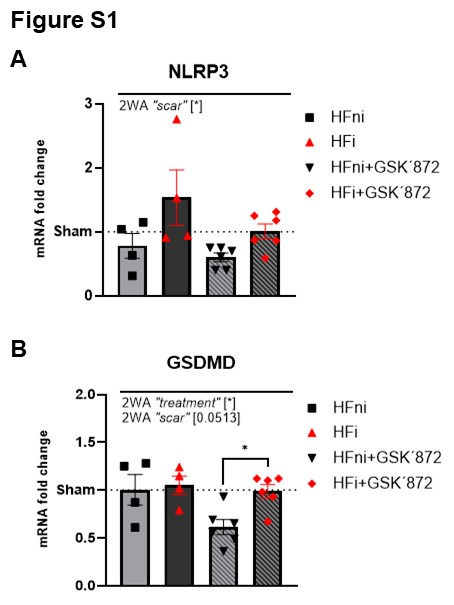 Figure S1
A
NLRP3
2WA "scar" [*]
3
2
Sham
0
mRNA fold change
HFni
HFi
HFni+GSK´872
HFi+GSK´872
B
GSDMD
2WA "treatment" [*]
2WA "scar" [0.0513]
2.0
1.5
Sham
0.5
0.0
mRNA fold change
*
HFni
HFi
HFni+GSK´872
HFi+GSK´872